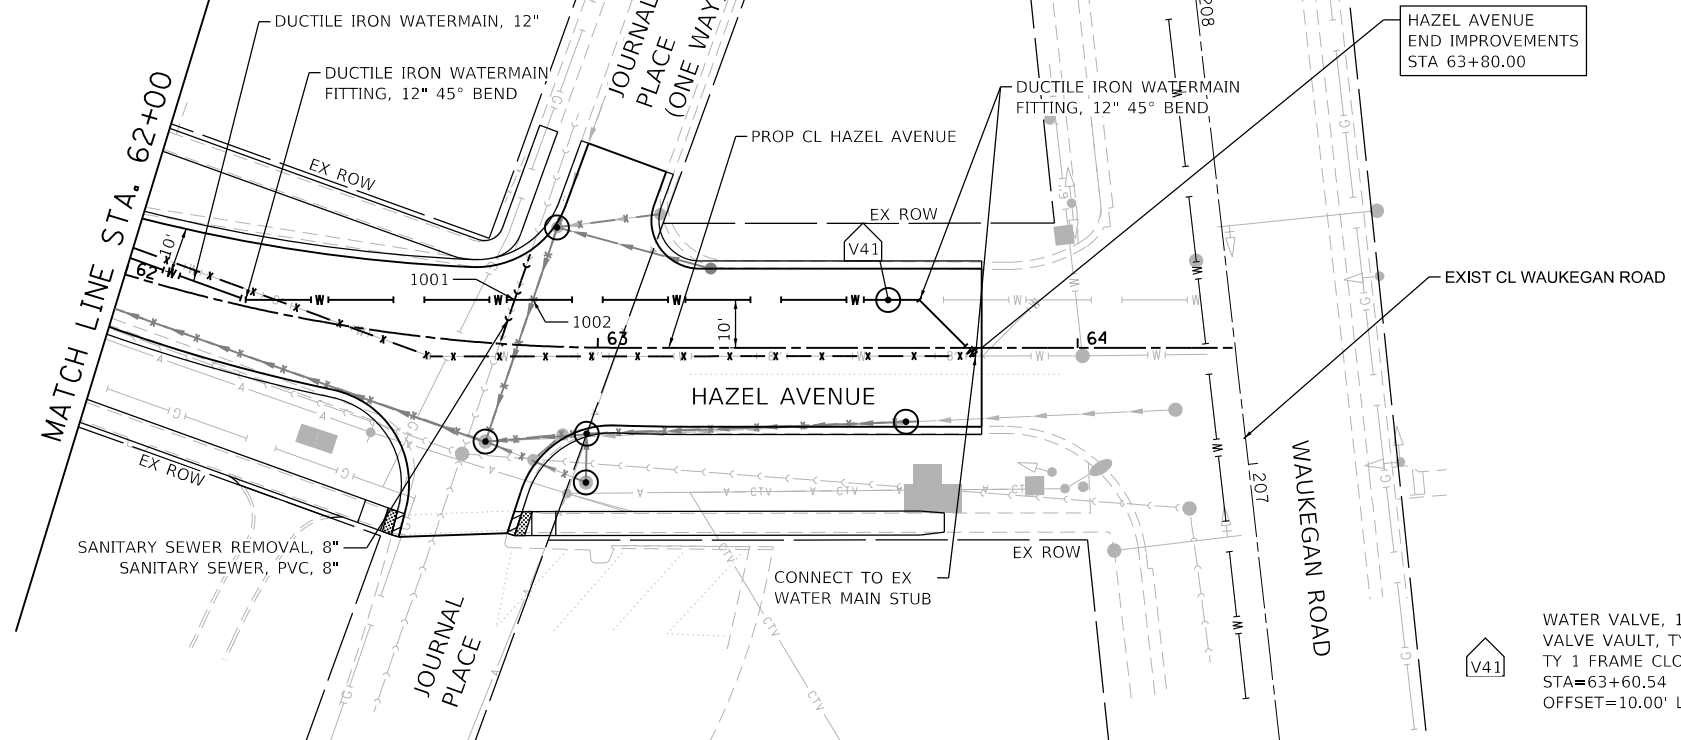 DUCTILE IRON WATERMAIN, 12"
DUCTILE IRON WATERMAIN
FITTING, 12" 45° BEND
JOURNAL
PLACE
(ONE WAY
208
HAZEL AVENUE
END IMPROVEMENTS
STA 63+80.00
DUCTILE IRON WATERMAIN
FITTING, 12" 45° BEND
PROP CL HAZEL AVENUE
MATCH LINE STA. 62+00
EX ROW
EX ROW
V41
10'
62
1001
1002
63
10'
64
EXIST CL WAUKEGAN ROAD
HAZEL AVENUE
EX ROW
207
WAUKEGAN ROAD
SANITARY SEWER REMOVAL, 8"
SANITARY SEWER, PVC, 8"
CONNECT TO EX
WATER MAIN STUB
EX ROW
JOURNAL
PLACE
CTV
CTV
CTV
CTV
CTV
V41
WATER VALVE, 1
VALVE VAULT, TY
TY 1 FRAME CLO
STA=63+60.54
OFFSET=10.00' L